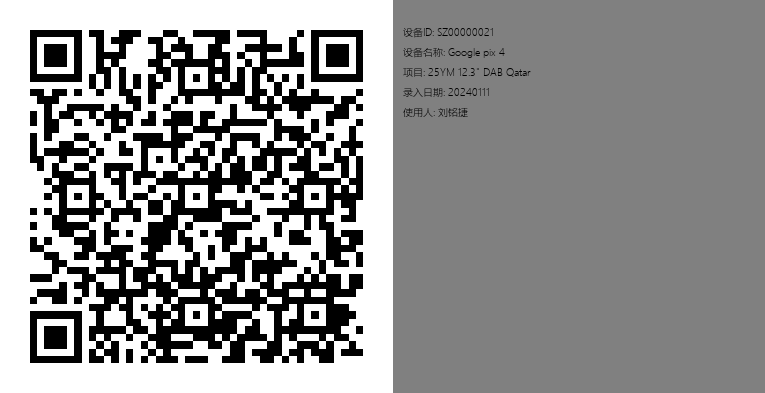 设备ID: SZ00000021
设备名称: Google pix 4
项目: 25YM 12.3" DAB Qatar
录入日期: 20240111
使用人: 刘铭捷